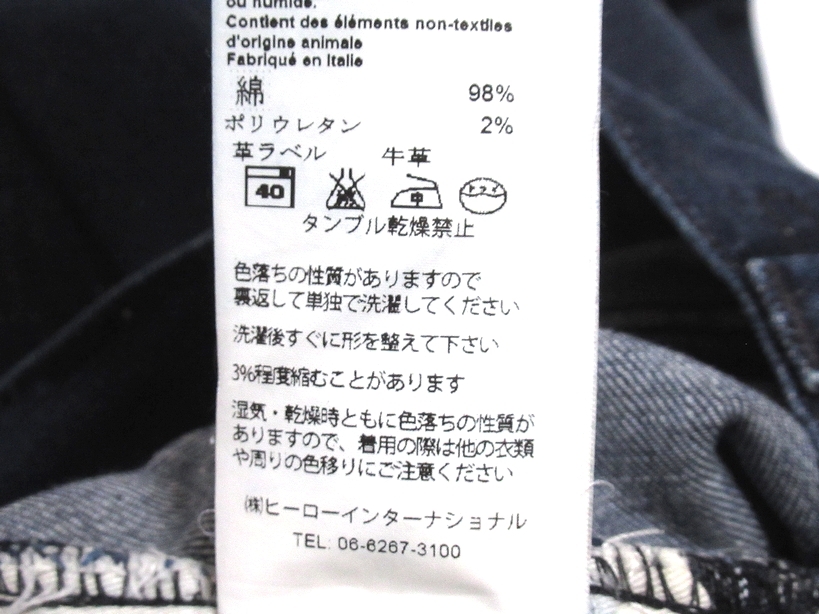 ou humide.
Contient des éléments non-textiles
d'origine animale
Fabriqué en Italie
綿 98%
ポリウレタン 2%
革ラベル 牛革
40 中 ドライ
タンブル乾燥禁止
色落ちの性質がありますので
裏返して単独で洗濯してください
洗濯後すぐに形を整えて下さい
3%程度縮むことがあります
湿気・乾燥時ともに色落ちの性質が
ありますので、着用の際は他の衣類
や周りの色移りにご注意ください
㈱ヒーローインターナショナル
TEL: 06-6267-3100